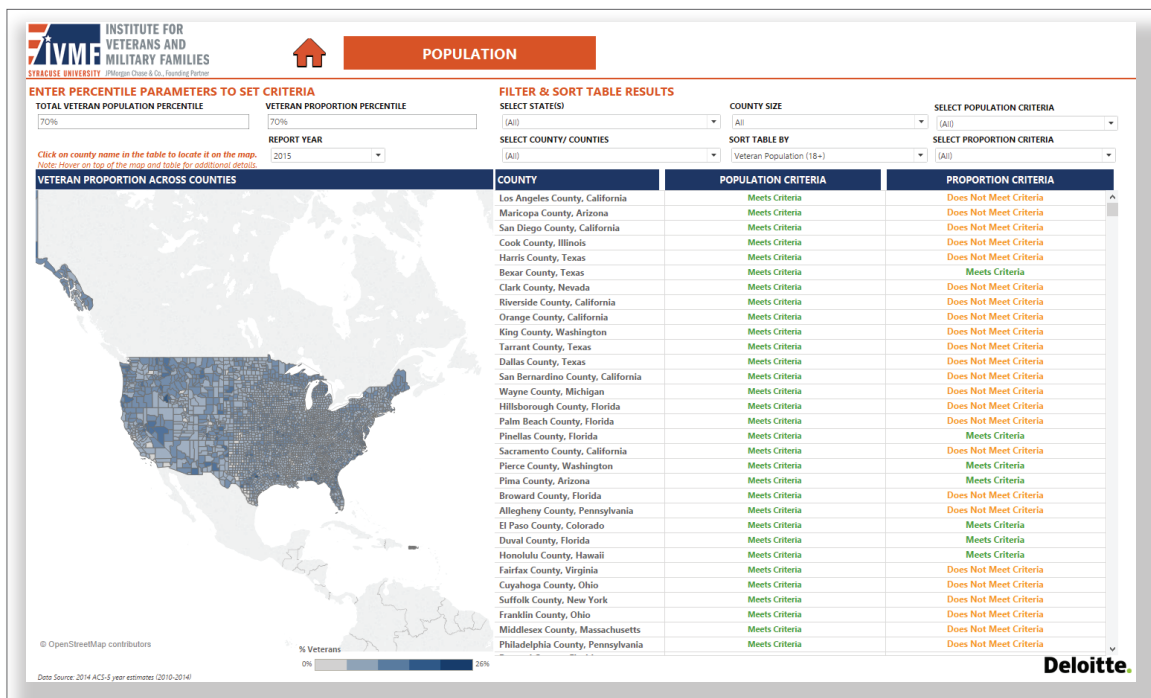 INSTITUTE FOR
VETERANS AND
MILITARY FAMILIES
IVMF
SYRACUSE UNIVERSITY JPMorgan Chase & Co., Founding Partner
POPULATION
ENTER PERCENTILE PARAMETERS TO SET CRITERIA
TOTAL VETERAN POPULATION PERCENTILE
VETERAN PROPORTION PERCENTILE
70%
70%
REPORT YEAR
2015
Click on county name in the table to locate it on the map.
Note: Hover on top of the map and table for additional details.
FILTER & SORT TABLE RESULTS
SELECT STATE(S)
COUNTY SIZE
SELECT POPULATION CRITERIA
(All)
All
(All)
SELECT COUNTY/ COUNTIES
SORT TABLE BY
SELECT PROPORTION CRITERIA
(All)
Veteran Population (18+)
(All)
VETERAN PROPORTION ACROSS COUNTIES
COUNTY POPULATION CRITERIA PROPORTION CRITERIA
Los Angeles County, California Meets Criteria Does Not Meet Criteria
Maricopa County, Arizona Meets Criteria Does Not Meet Criteria
San Diego County, California Meets Criteria Does Not Meet Criteria
Cook County, Illinois Meets Criteria Does Not Meet Criteria
Harris County, Texas Meets Criteria Does Not Meet Criteria
Bexar County, Texas Meets Criteria Meets Criteria
Clark County, Nevada Meets Criteria Does Not Meet Criteria
Riverside County, California Meets Criteria Does Not Meet Criteria
Orange County, California Meets Criteria Does Not Meet Criteria
King County, Washington Meets Criteria Does Not Meet Criteria
Tarrant County, Texas Meets Criteria Does Not Meet Criteria
Dallas County, Texas Meets Criteria Does Not Meet Criteria
San Bernardino County, California Meets Criteria Does Not Meet Criteria
Wayne County, Michigan Meets Criteria Does Not Meet Criteria
Hillsborough County, Florida Meets Criteria Does Not Meet Criteria
Palm Beach County, Florida Meets Criteria Does Not Meet Criteria
Pinellas County, Florida Meets Criteria Meets Criteria
Sacramento County, California Meets Criteria Does Not Meet Criteria
Pierce County, Washington Meets Criteria Meets Criteria
Pima County, Arizona Meets Criteria Meets Criteria
Broward County, Florida Meets Criteria Does Not Meet Criteria
Allegheny County, Pennsylvania Meets Criteria Does Not Meet Criteria
El Paso County, Colorado Meets Criteria Meets Criteria
Duval County, Florida Meets Criteria Meets Criteria
Honolulu County, Hawaii Meets Criteria Meets Criteria
Fairfax County, Virginia Meets Criteria Does Not Meet Criteria
Cuyahoga County, Ohio Meets Criteria Does Not Meet Criteria
Suffolk County, New York Meets Criteria Does Not Meet Criteria
Franklin County, Ohio Meets Criteria Does Not Meet Criteria
Middlesex County, Massachusetts Meets Criteria Does Not Meet Criteria
Philadelphia County, Pennsylvania Meets Criteria Does Not Meet Criteria
© OpenStreetMap contributors
% Veterans
0% 26%
Data Source: 2014 ACS-5 year estimates (2010-2014)
Deloitte.